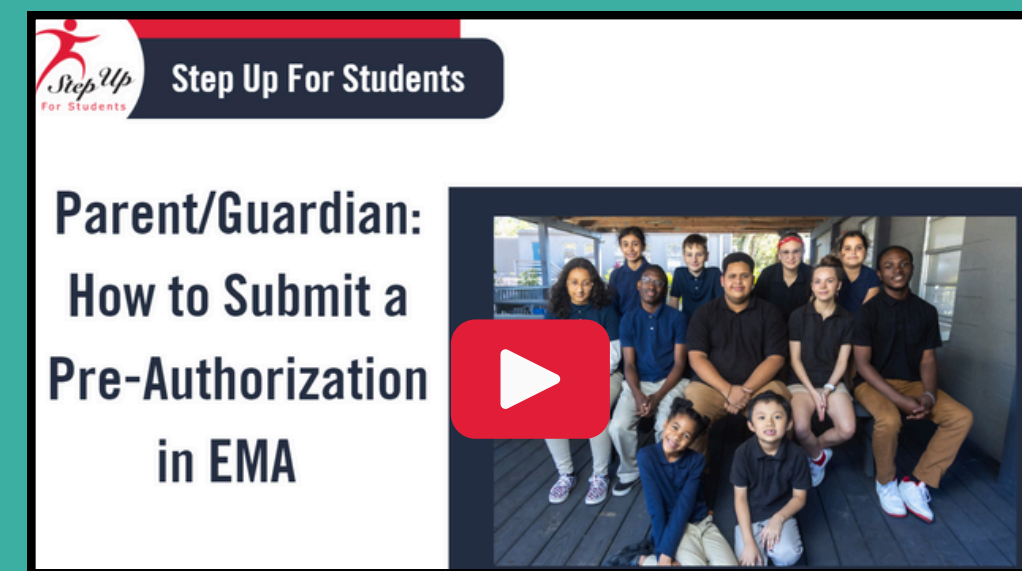 Step Up
For Students
Step Up For Students
Parent/Guardian:
How to Submit a
Pre-Authorization
in EMA